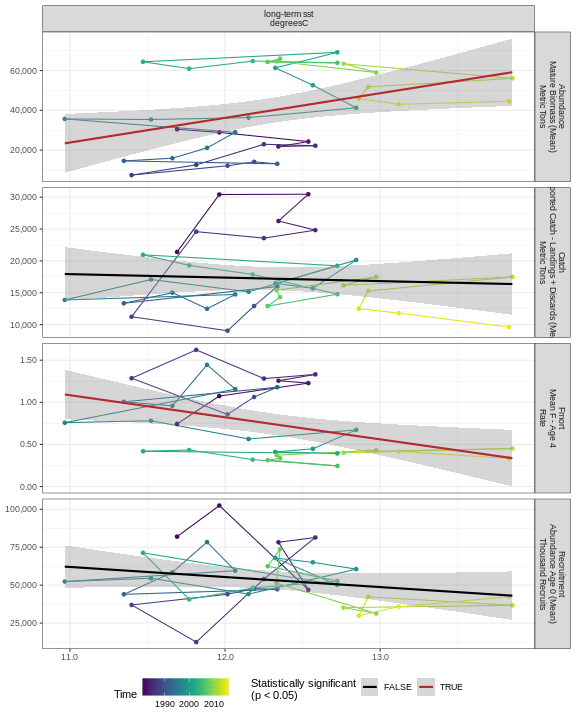 long-term sst
degreesC
60,000
40,000
20,000
Abundance
Mature Biomass (Mean)
Metric Tons
30,000
25,000
20,000
15,000
10,000
Catch
Catch - Landings + Discards
Metric Tons
1.50
1.00
0.50
0.00
Fmort
Mean F - Age 4
Rate
100,000
75,000
50,000
25,000
Recruitment
Abundance Age 0 (Mean)
Thousand Recruits
11.0 12.0 13.0
Time
1990 2000 2010
Statistically significant
(p < 0.05)
FALSE TRUE